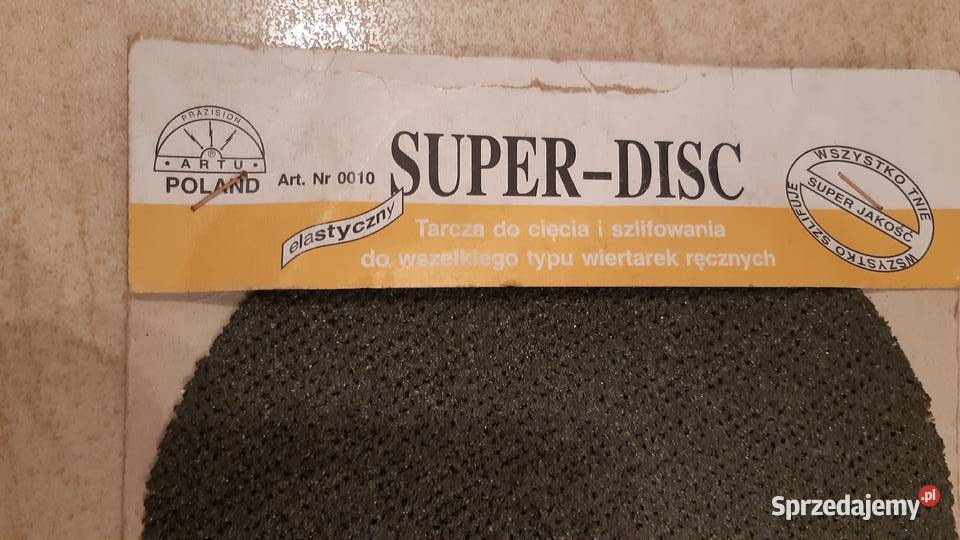 PRÄZISION
· ARTU ·
®
POLAND
Art. Nr 0010
SUPER–DISC
elastyczny
Tarcza do cięcia i szlifowania
do wszelkiego typu wiertarek ręcznych
WSZYSTKO TNIE
SUPER JAKOŚĆ
WSZYSTKO SZLIFUJE
Sprzedajemy.pl